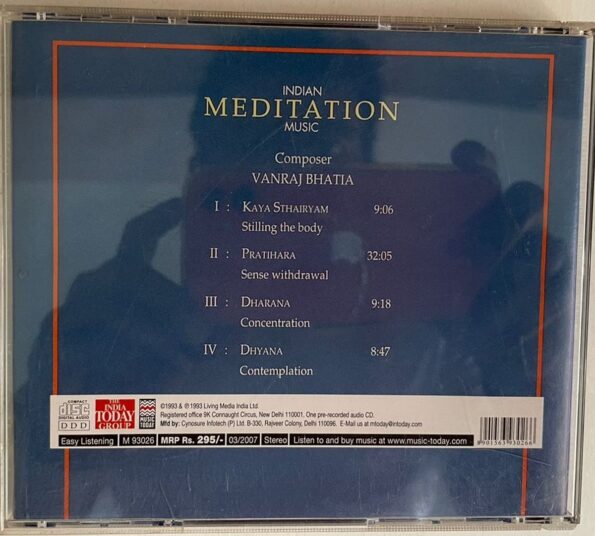 INDIAN
MEDITATION
MUSIC
Composer
VANRAJ BHATIA
I : KAYA STHAIRYAM 9:06
Stilling the body
II : PRATIHARA 32:05
Sense withdrawal
III : DHARANA 9:18
Concentration
IV : DHYANA 8:47
Contemplation
COMPACT
disc
DIGITAL AUDIO
DDD
THE
INDIA
TODAY
GROUP
MUSIC
TODAY
©1993 & ℗ 1993 Living Media India Ltd.
Registered office 9K Connaught Circus, New Delhi 110001. One pre-recorded audio CD.
Mfd by: Cynosure Infotech (P) Ltd. B-330, Rajveer Colony, Delhi 110096. E-Mail us at mtoday@intoday.com
8901563930266
Easy Listening M 93026 MRP Rs. 295/- 03/2007 Stereo Listen to and buy music at www.music-today.com